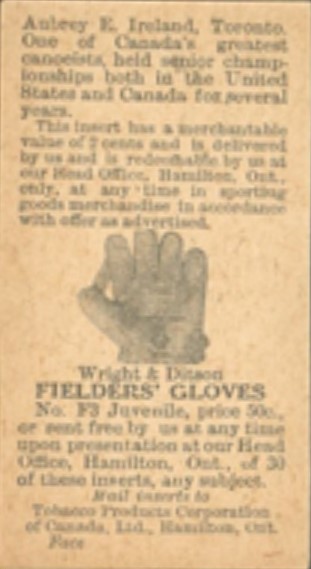 Aubrey E. Ireland, Toronto.
One of Canada's greatest
canoeists, held senior champ-
ionships both in the United
States and Canada for several
years.
This insert has a merchantable
value of 2 cents and is delivered
by us and is redeemable by us at
our Head Office, Hamilton, Ont.,
only, at any time in sporting
goods merchandise in accordance
with offer as advertised.
Wright & Ditson
FIELDERS' GLOVES
No. F3 Juvenile, price 50c.,
or sent free by us at any time
upon presentation at our Head
Office, Hamilton, Ont., of 30
of these inserts, any subject.
Mail inserts to
Tobacco Products Corporation
of Canada, Ltd., Hamilton, Ont.